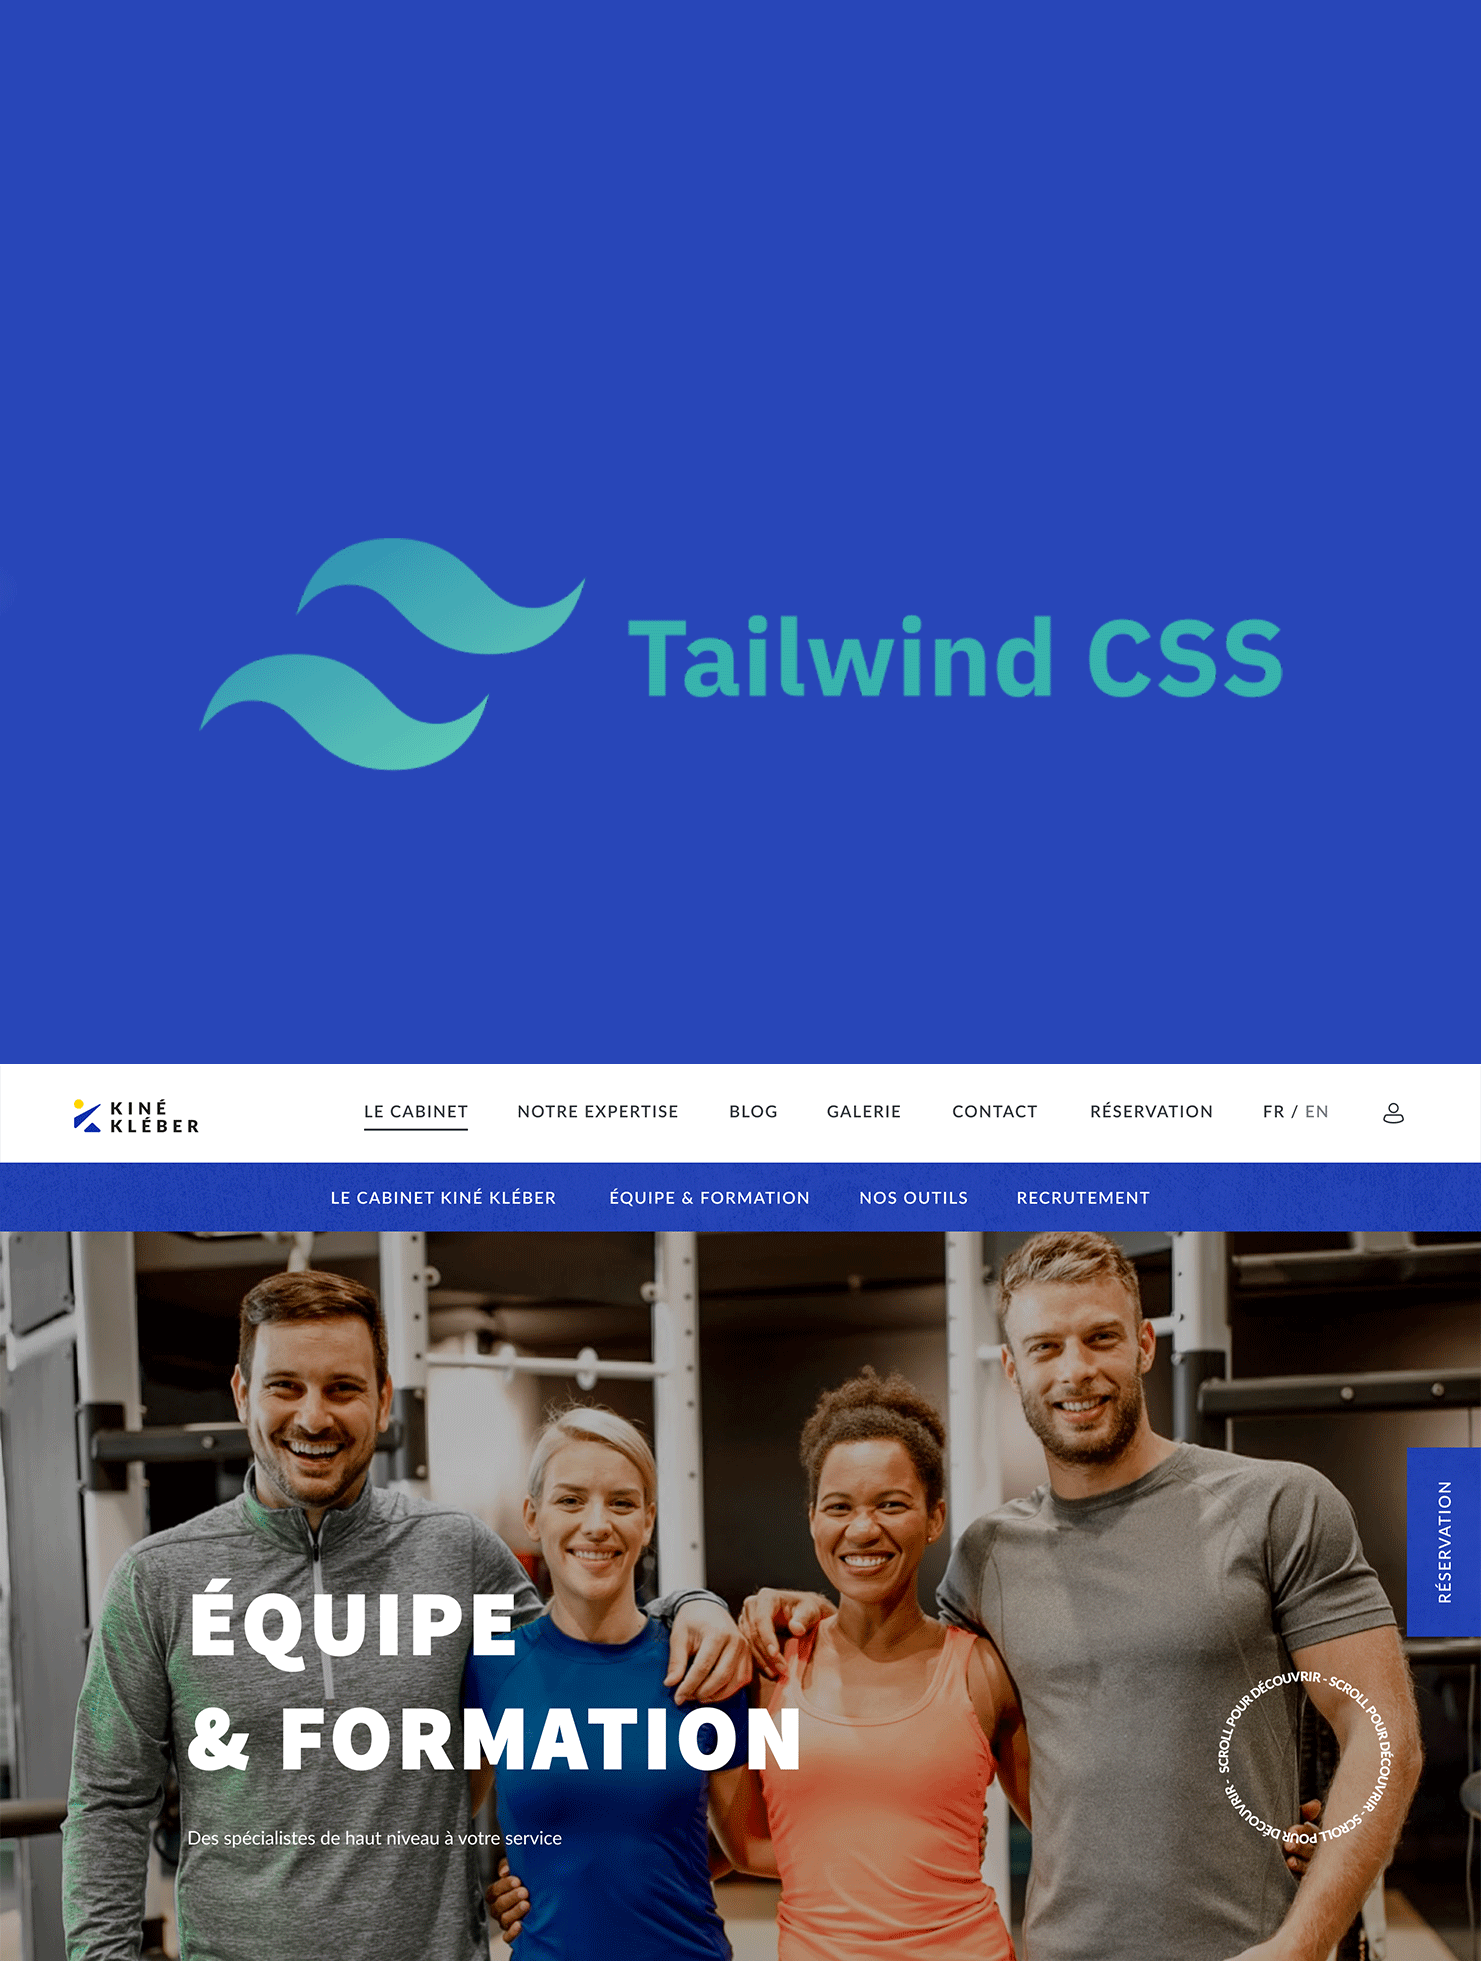 Tailwind CSS
KINÉ
KLÉBER
LE CABINET
NOTRE EXPERTISE
BLOG
GALERIE
CONTACT
RÉSERVATION
FR / EN
LE CABINET KINÉ KLÉBER
ÉQUIPE & FORMATION
NOS OUTILS
RECRUTEMENT
RÉSERVATION
ÉQUIPE
& FORMATION
Des spécialistes de haut niveau à votre service
SCROLL POUR DÉCOUVRIR - SCROLL POUR DÉCOUVRIR - SCROLL POUR DÉCOUVRIR -